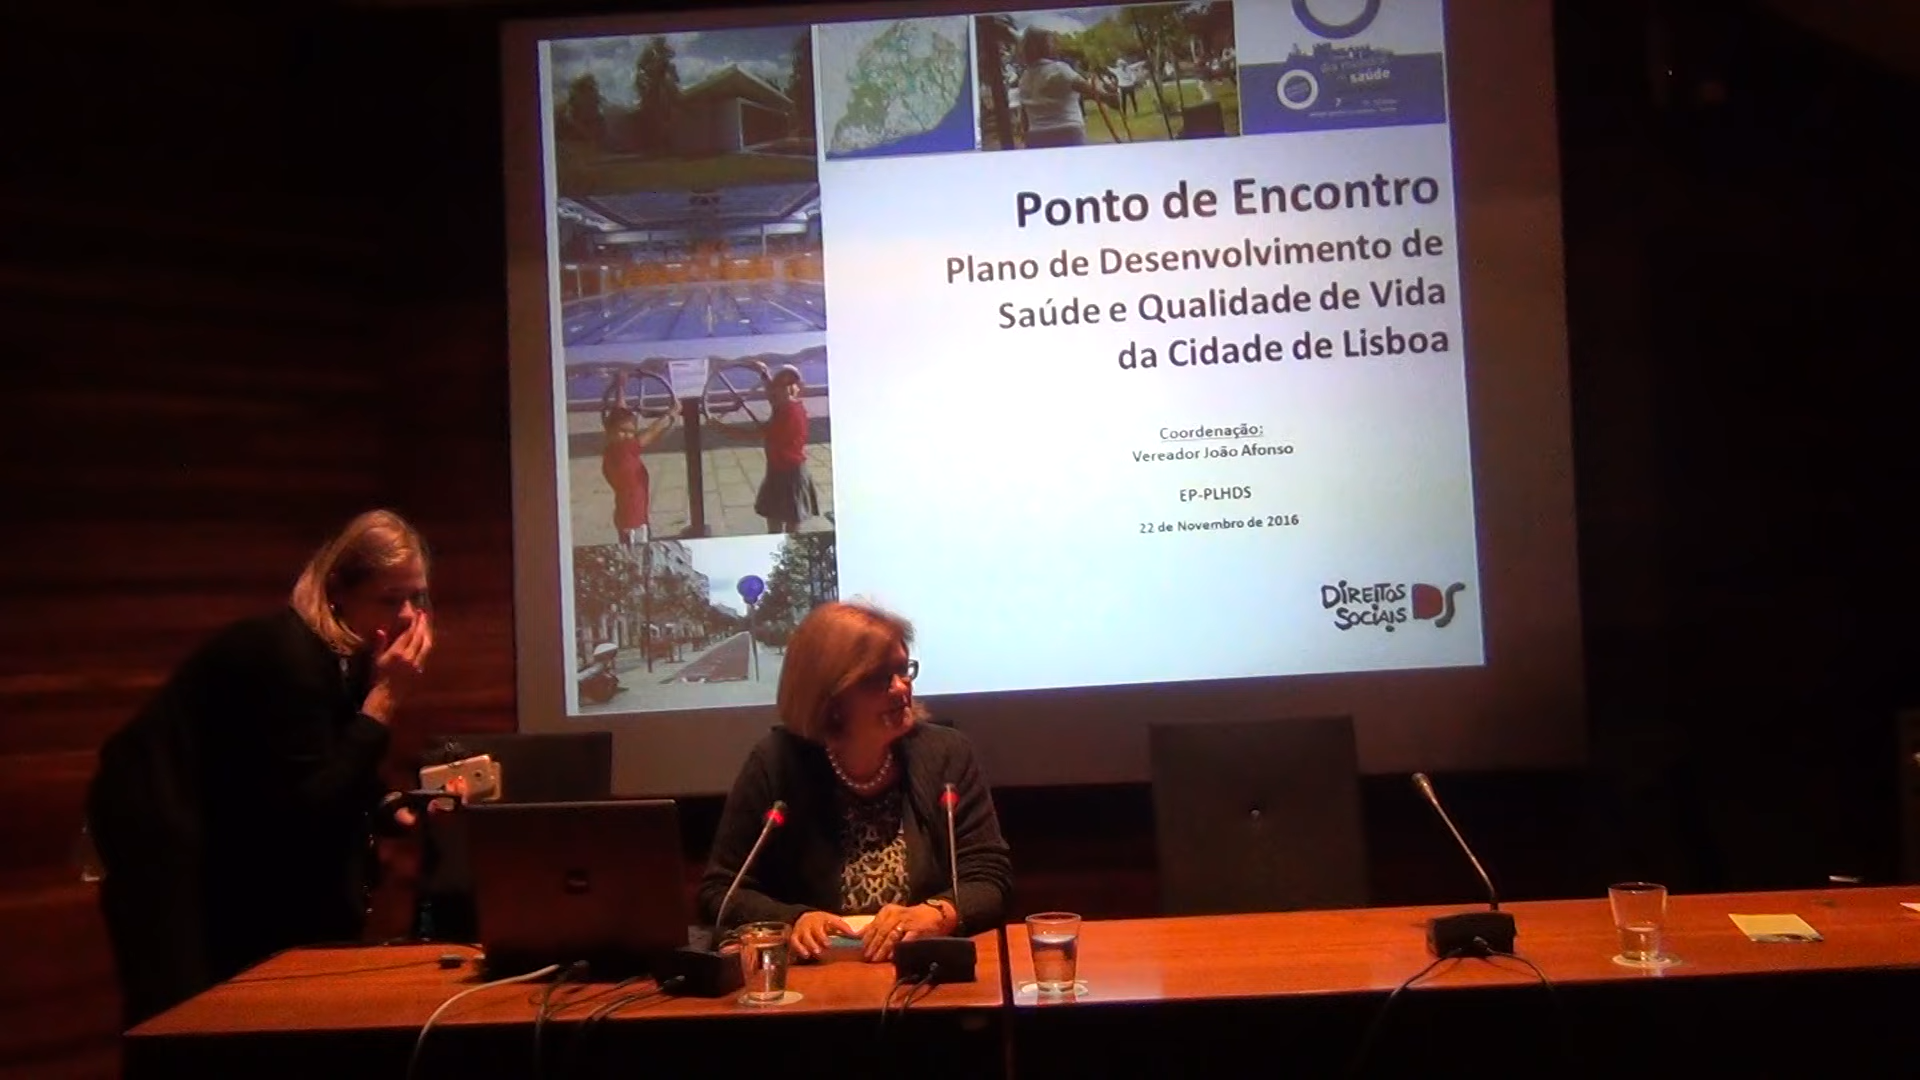 saúde
Ponto de Encontro
Plano de Desenvolvimento de
Saúde e Qualidade de Vida
da Cidade de Lisboa
Coordenação:
Vereador João Afonso
EP-PLHDS
22 de Novembro de 2016
DiREiTOS
SOCiAiS
DS